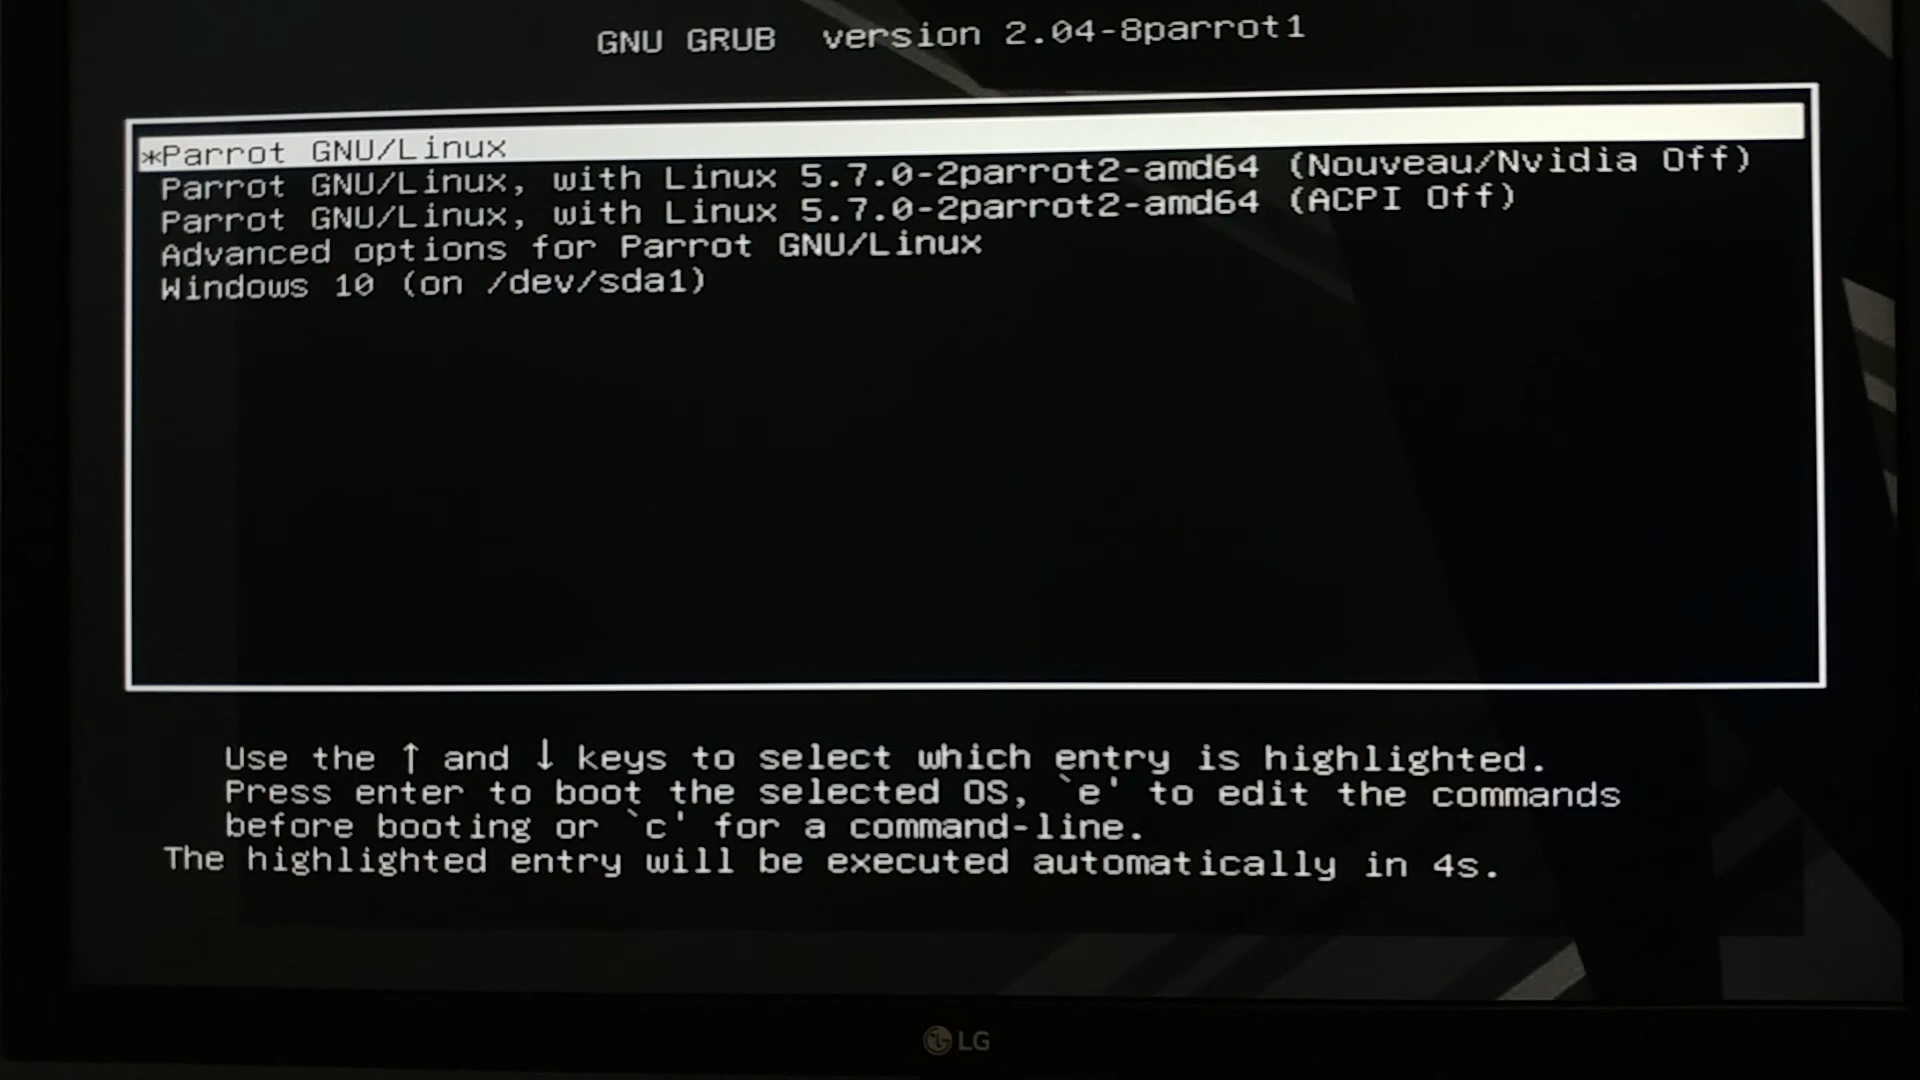 GNU GRUB  version 2.04-8parrot1
*Parrot GNU/Linux
Parrot GNU/Linux, with Linux 5.7.0-2parrot2-amd64 (Nouveau/Nvidia Off)
Parrot GNU/Linux, with Linux 5.7.0-2parrot2-amd64 (ACPI Off)
Advanced options for Parrot GNU/Linux
Windows 10 (on /dev/sda1)
Use the ↑ and ↓ keys to select which entry is highlighted.
Press enter to boot the selected OS, `e' to edit the commands
before booting or `c' for a command-line.
The highlighted entry will be executed automatically in 4s.
LG